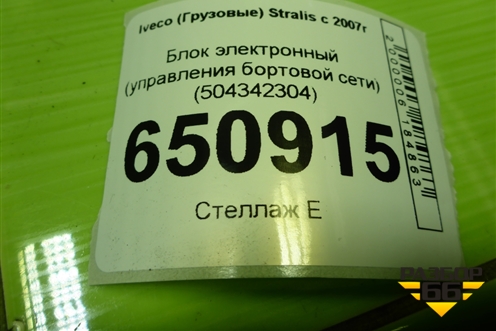 Iveco (Грузовые) Stralis с 2007г
Блок электронный
(управления бортовой сети)
(504342304)
650915
Стеллаж Е
2000006184863
РАЗБОР
66